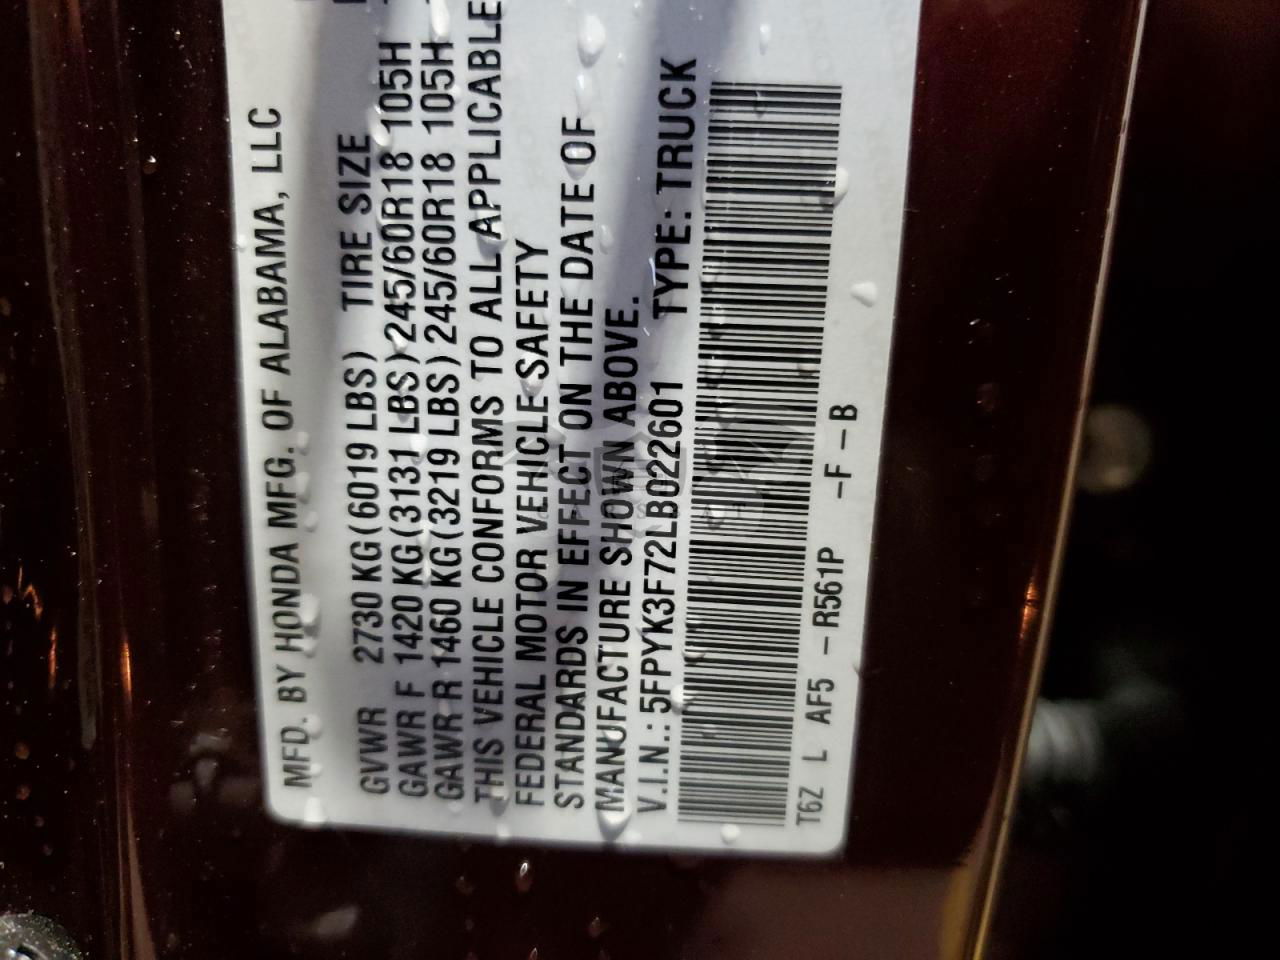 MFD. BY HONDA MFG. OF ALABAMA, LLC
GVWR 2730 KG (6019 LBS) TIRE SIZE
GAWR F 1420 KG (3131 LBS) 245/60R18 105H
GAWR R 1460 KG (3219 LBS) 245/60R18 105H
THIS VEHICLE CONFORMS TO ALL APPLICABLE
FEDERAL MOTOR VEHICLE SAFETY
STANDARDS IN EFFECT ON THE DATE OF
MANUFACTURE SHOWN ABOVE.
V.I.N.: 5FPYK3F72LB022601 TYPE: TRUCK
T6Z L AF5 -R561P -F-B